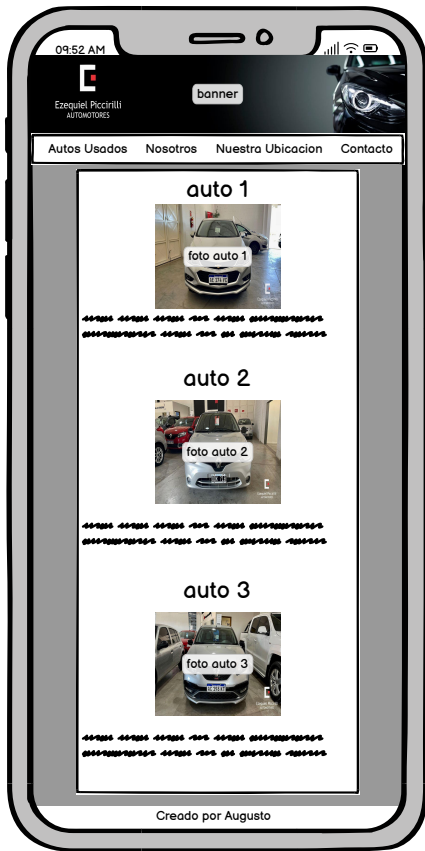 09:52 AM
Ezequiel Piccirilli
AUTOMOTORES
banner
Autos Usados Nosotros Nuestra Ubicacion Contacto
auto 1
foto auto 1
auto 2
foto auto 2
auto 3
foto auto 3
Creado por Augusto